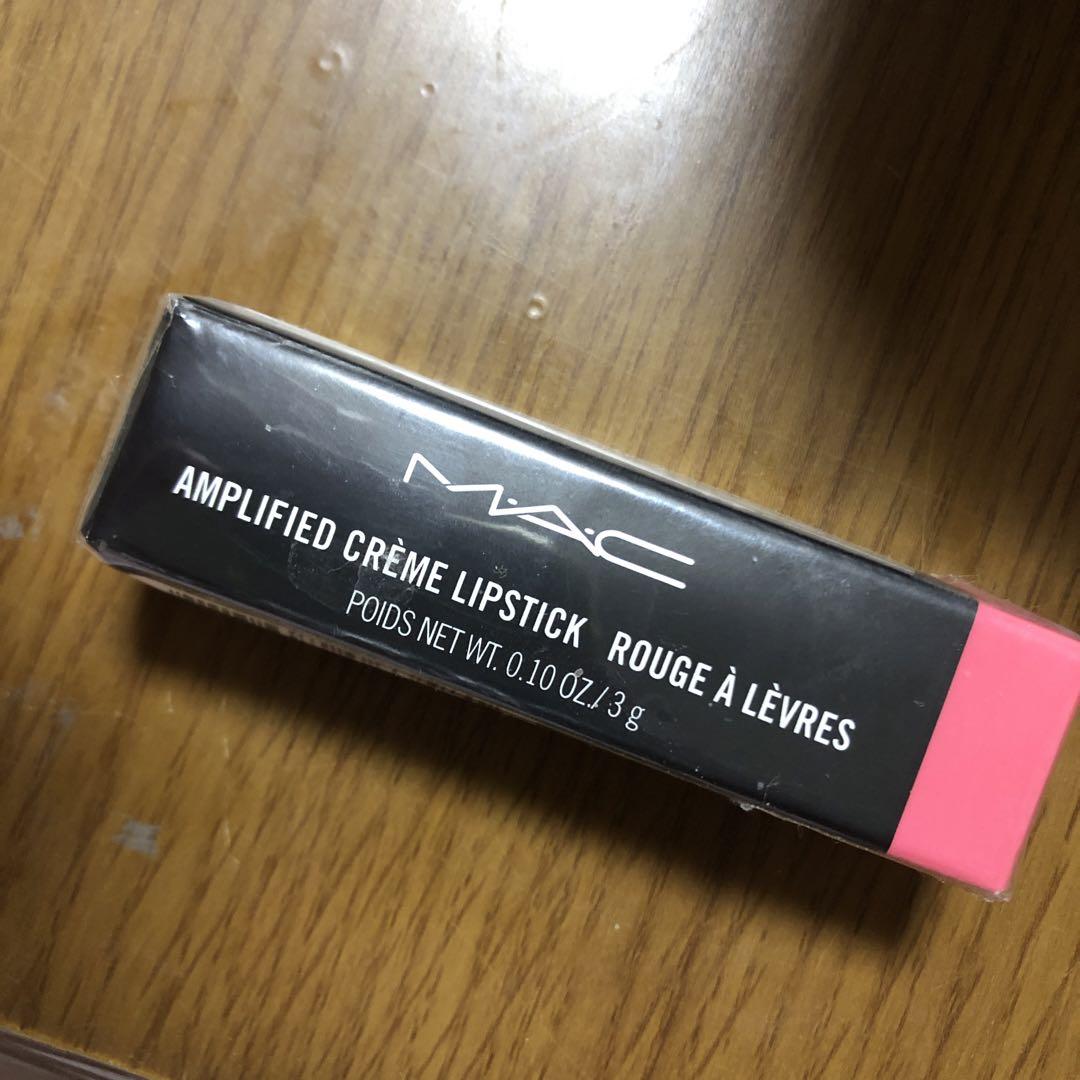 M·A·C
AMPLIFIED CRÈME LIPSTICK ROUGE À LÈVRES
POIDS NET WT. 0.10 OZ./3 g